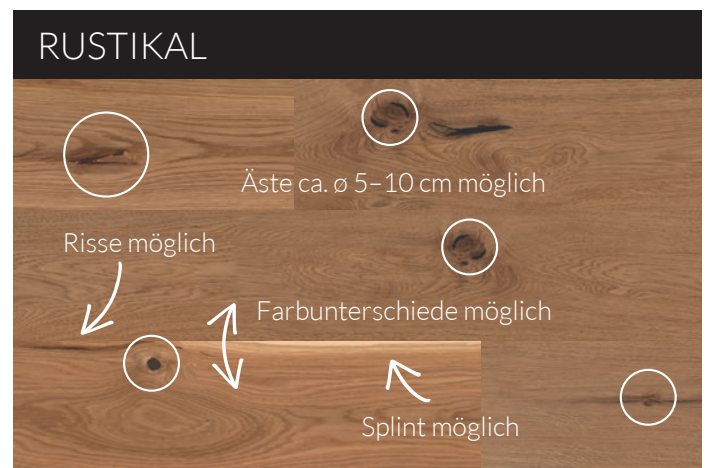 RUSTIKAL
Äste ca. ø 5–10 cm möglich
Risse möglich
Farbunterschiede möglich
Splint möglich